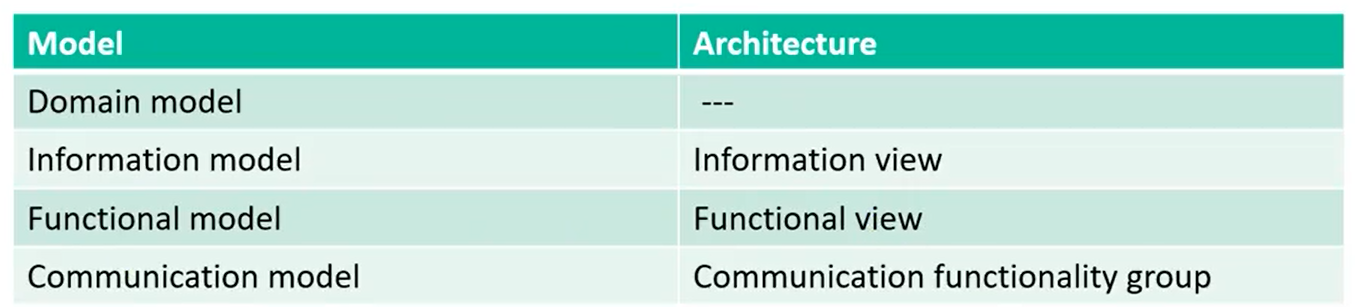 Model Architecture
Domain model ---
Information model Information view
Functional model Functional view
Communication model Communication functionality group